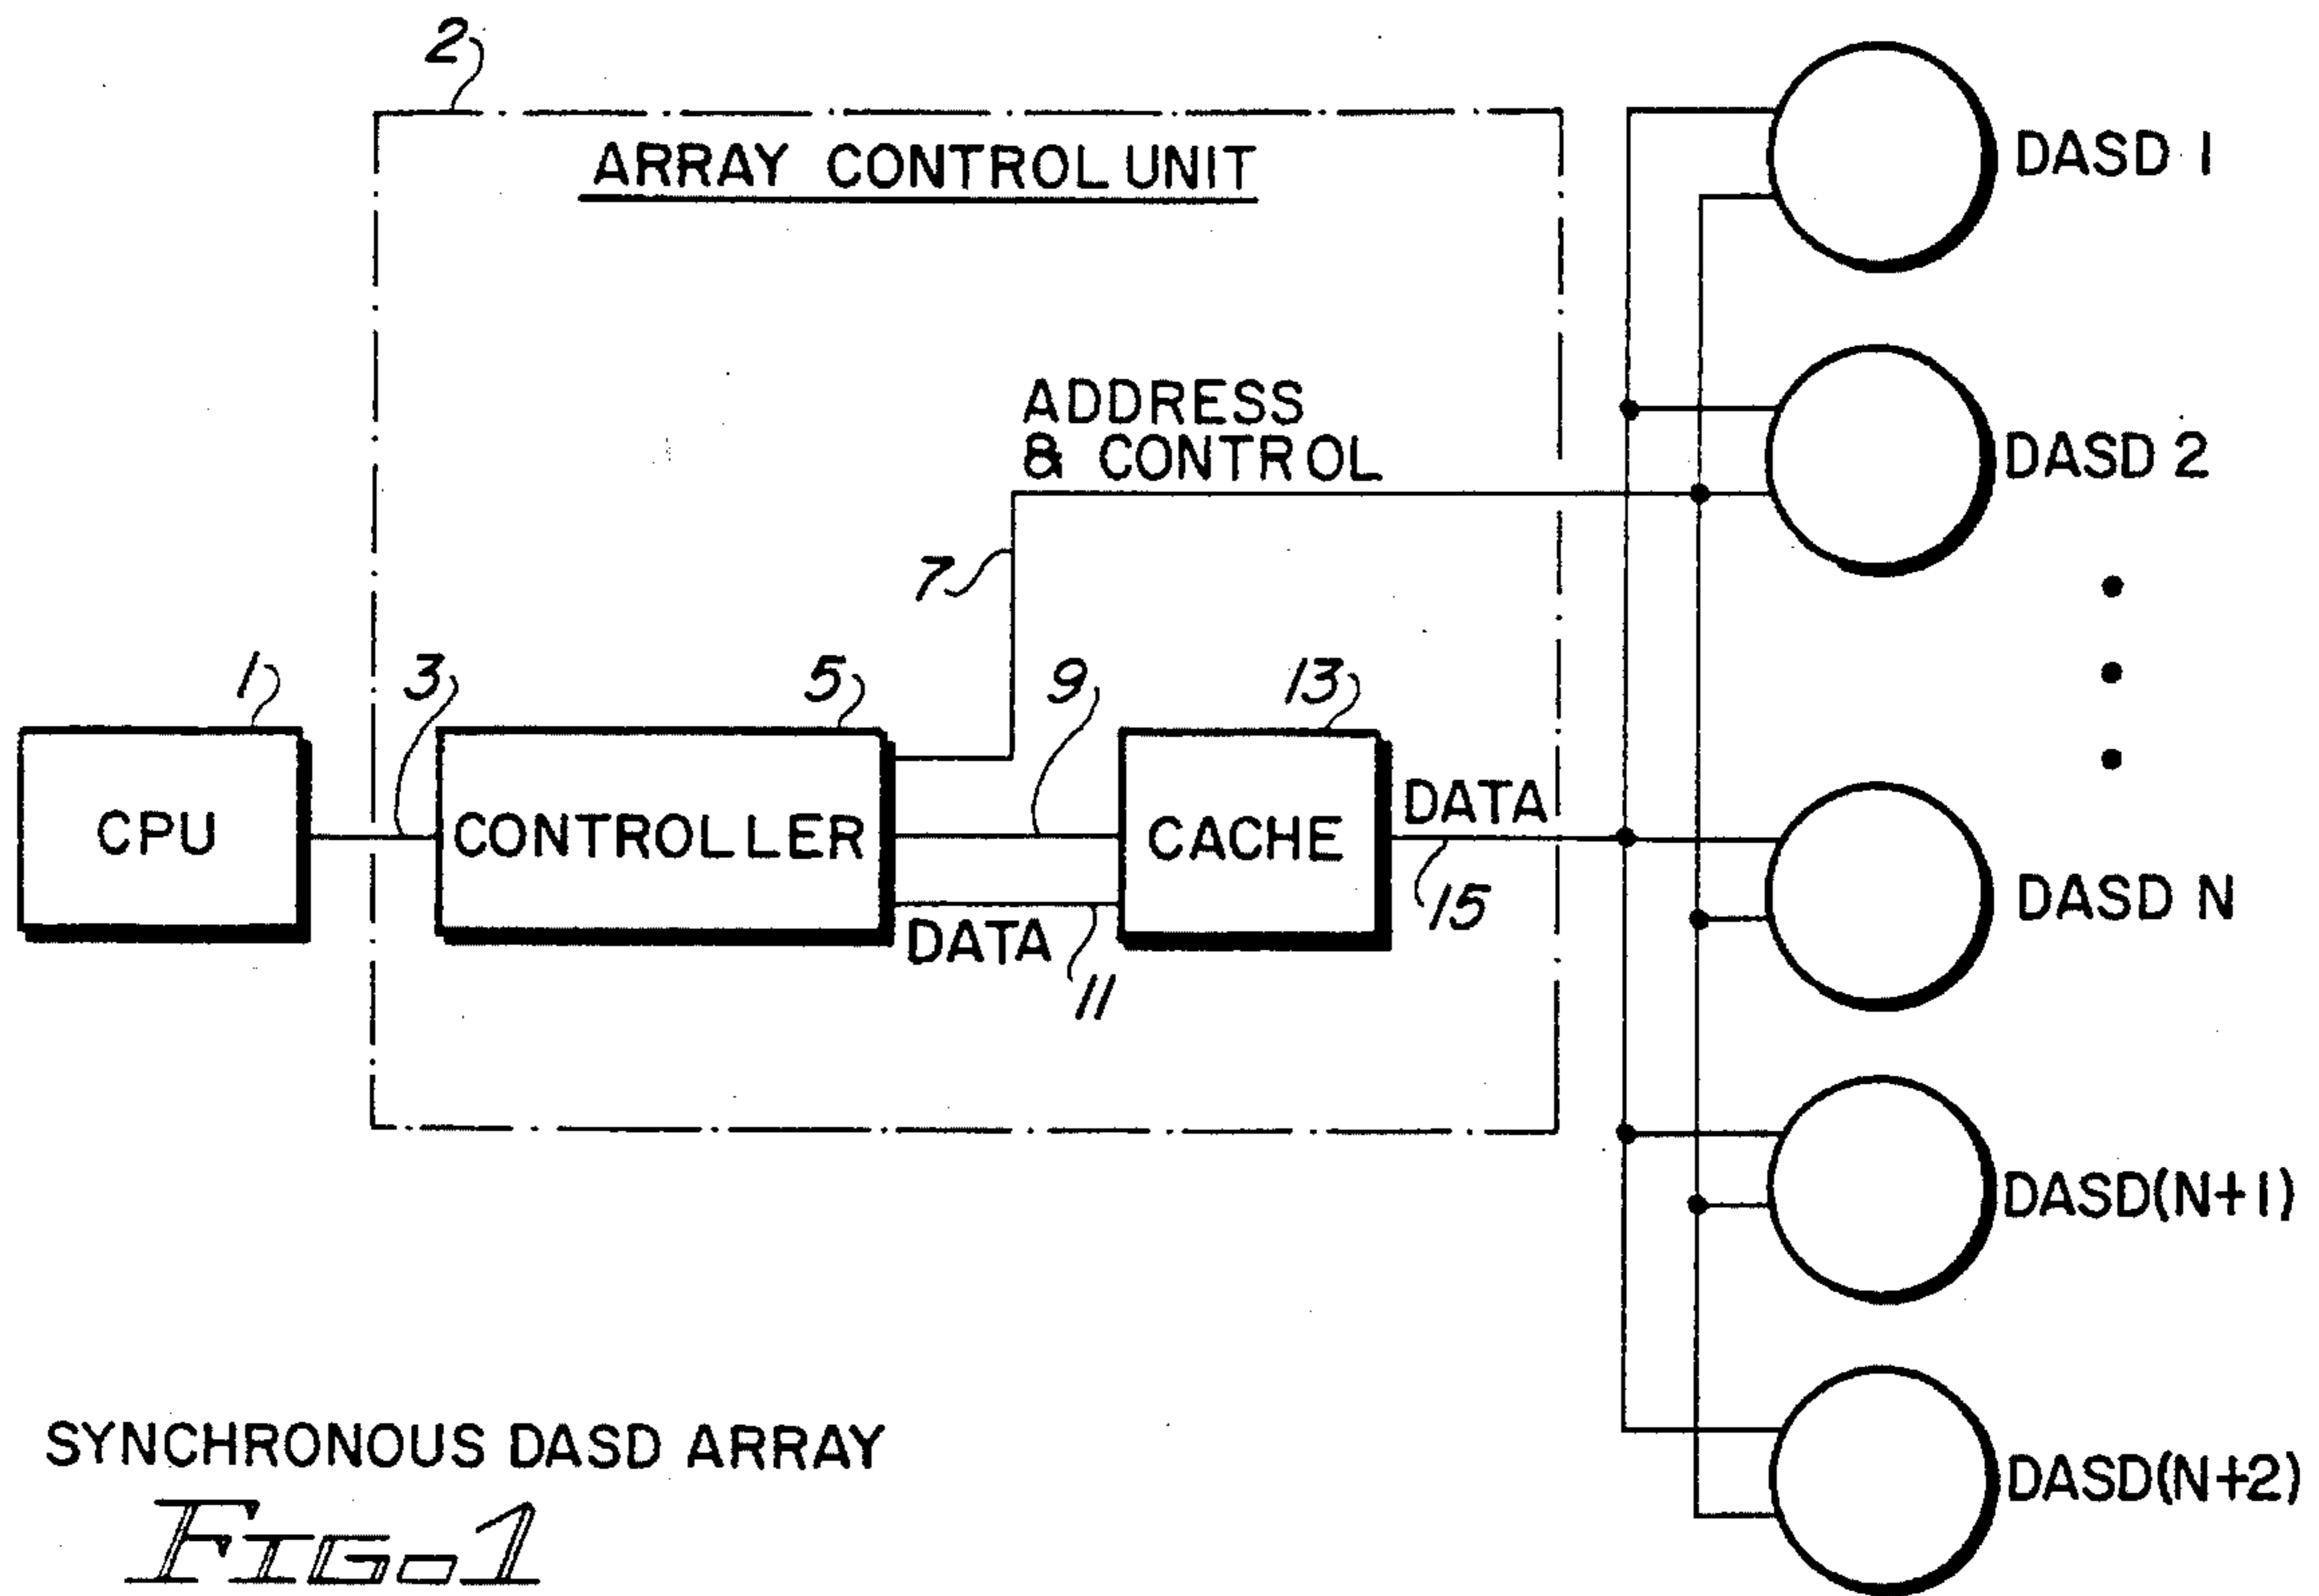 2
ARRAY CONTROL UNIT
DASD 1
ADDRESS
& CONTROL
DASD 2
7
1
3
5
9
13
CPU
CONTROLLER
CACHE
DATA
15
DASD N
DATA
11
DASD(N+1)
SYNCHRONOUS DASD ARRAY
DASD(N+2)
FIG. 1